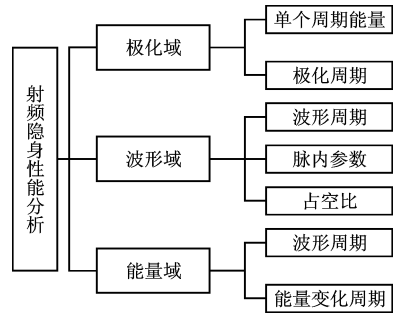 射频隐身性能分析
极化域
单个周期能量
极化周期
波形域
波形周期
脉内参数
占空比
能量域
波形周期
能量变化周期